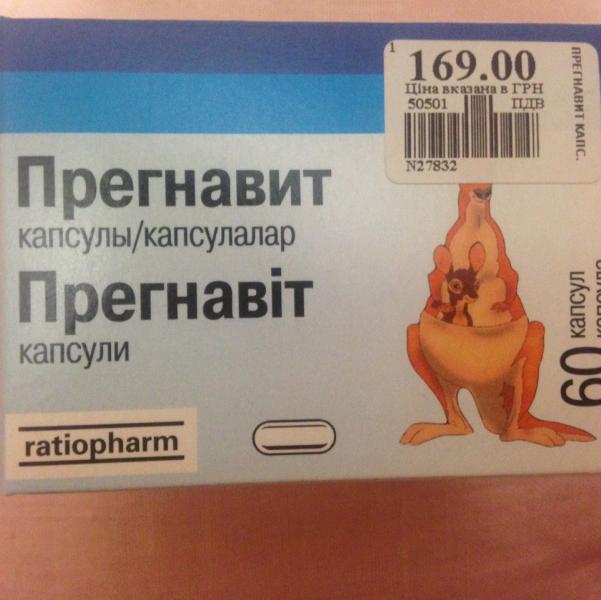 1
169.00
Ціна вказана в ГРН
50501 ПДВ
N27832
ПРЕГНАВИТ КАПС.
Прегнавит
капсулы/капсулалар
Прегнавіт
капсули
60 капсул
ratiopharm